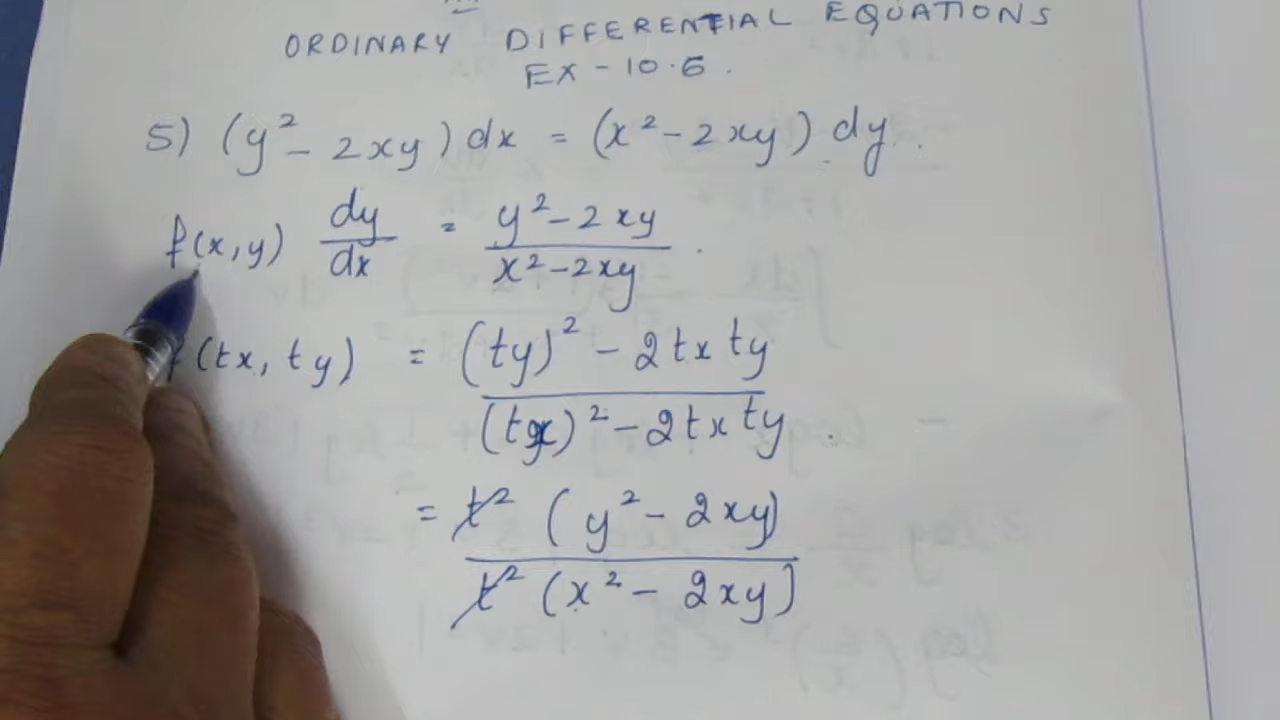 ORDINARY DIFFERENTIAL EQUATIONS
EX - 10.6.
5) (y² - 2xy) dx = (x² - 2xy) dy.
f(x,y) dy/dx = (y² - 2xy)/(x² - 2xy).
f(tx, ty) = ((ty)² - 2tx ty)/((tx)² - 2tx ty).
= t² (y² - 2xy)/t² (x² - 2xy)